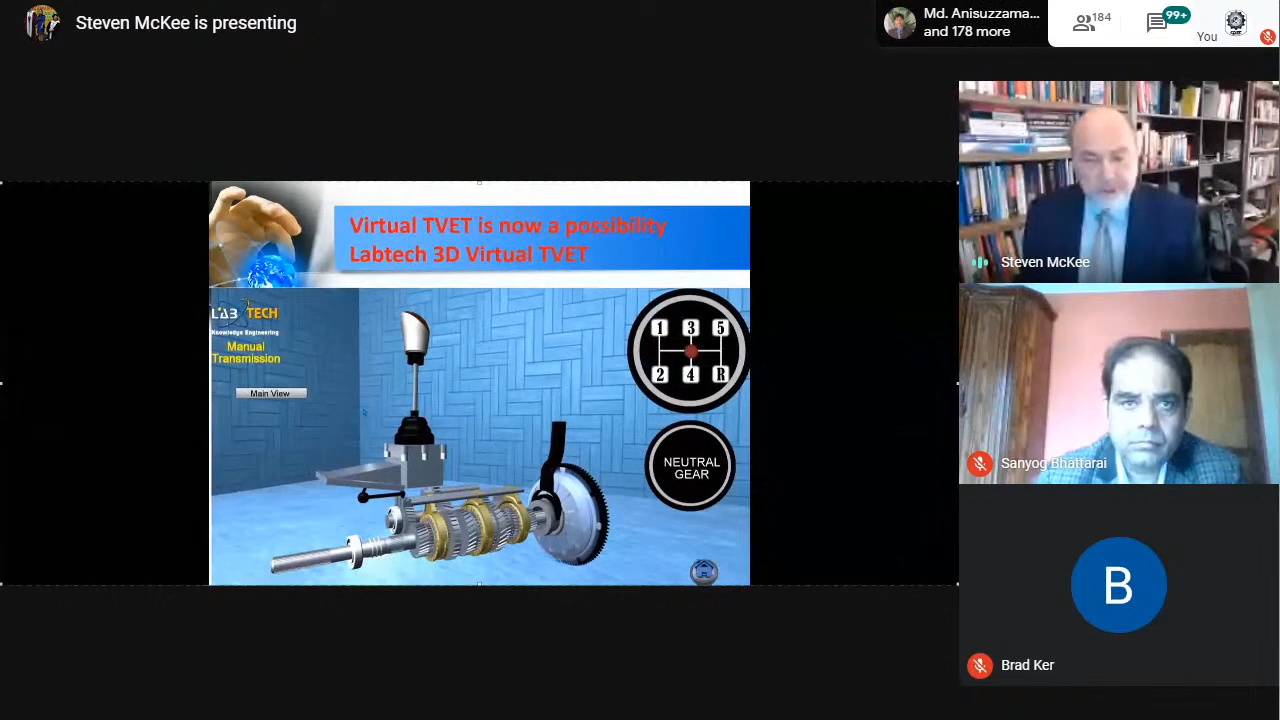 Steven McKee is presenting
Md. Anisuzzama...
and 178 more
184
99+
You
Virtual TVET is now a possibility
Labtech 3D Virtual TVET
LAB TECH
Knowledge Engineering
Manual
Transmission
Main View
1 3 5
2 4 R
NEUTRAL
GEAR
Steven McKee
Sanyog Bhattarai
B
Brad Ker